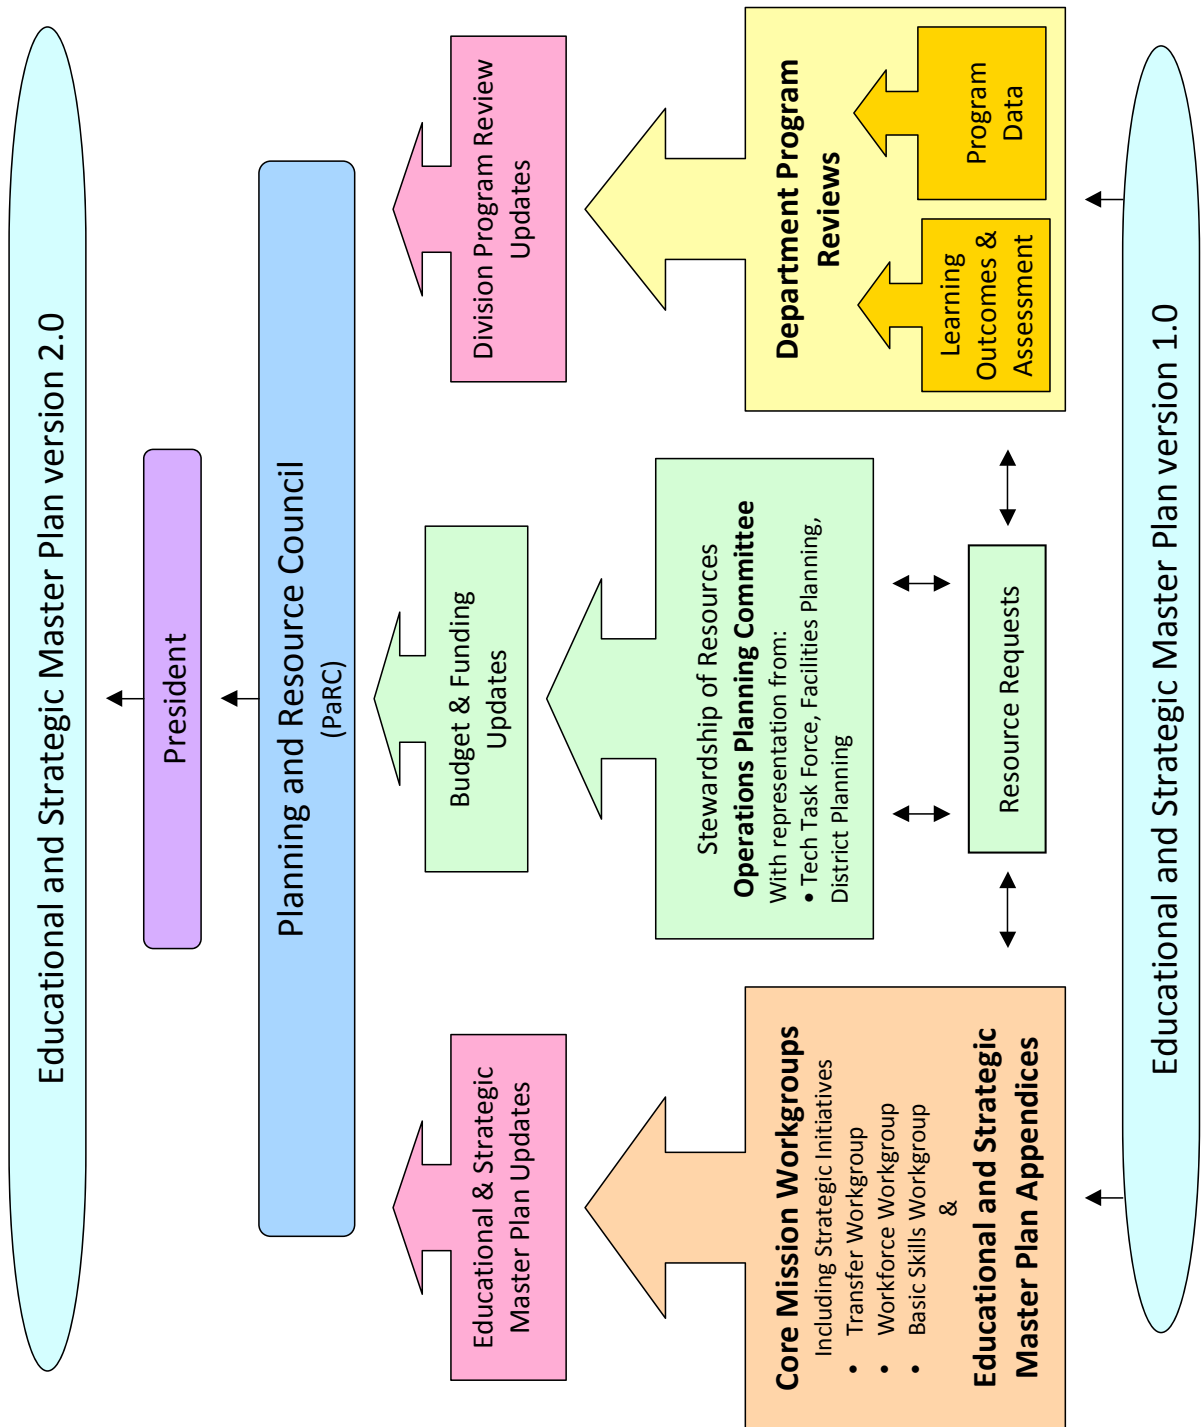 Educational and Strategic Master Plan version 2.0
President
Planning and Resource Council
(PaRC)
Educational & Strategic
Master Plan Updates
Budget & Funding
Updates
Division Program Review
Updates
Core Mission Workgroups
Including Strategic Initiatives
• Transfer Workgroup
• Workforce Workgroup
• Basic Skills Workgroup
&
Educational and Strategic
Master Plan Appendices
Stewardship of Resources
Operations Planning Committee
With representation from:
• Tech Task Force, Facilities Planning,
District Planning
Resource Requests
Department Program
Reviews
Learning
Outcomes &
Assessment
Program
Data
Educational and Strategic Master Plan version 1.0